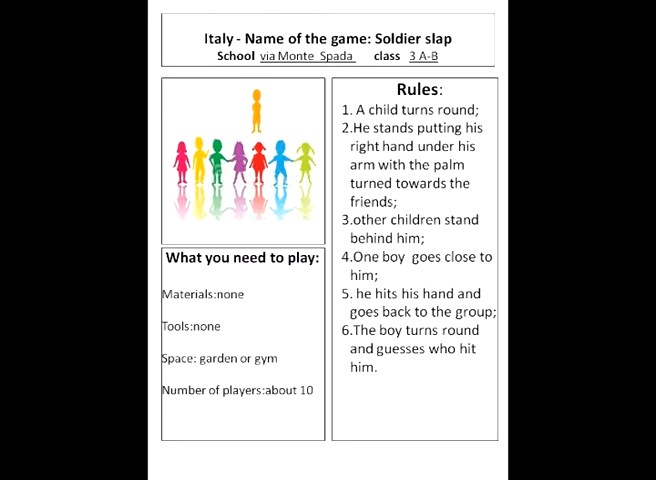 Italy - Name of the game: Soldier slap
School via Monte Spada class 3 A-B
What you need to play:
Materials:none
Tools:none
Space: garden or gym
Number of players:about 10
Rules:
1. A child turns round;
2.He stands putting his
right hand under his
arm with the palm
turned towards the
friends;
3.other children stand
behind him;
4.One boy goes close to
him;
5. he hits his hand and
goes back to the group;
6.The boy turns round
and guesses who hit
him.